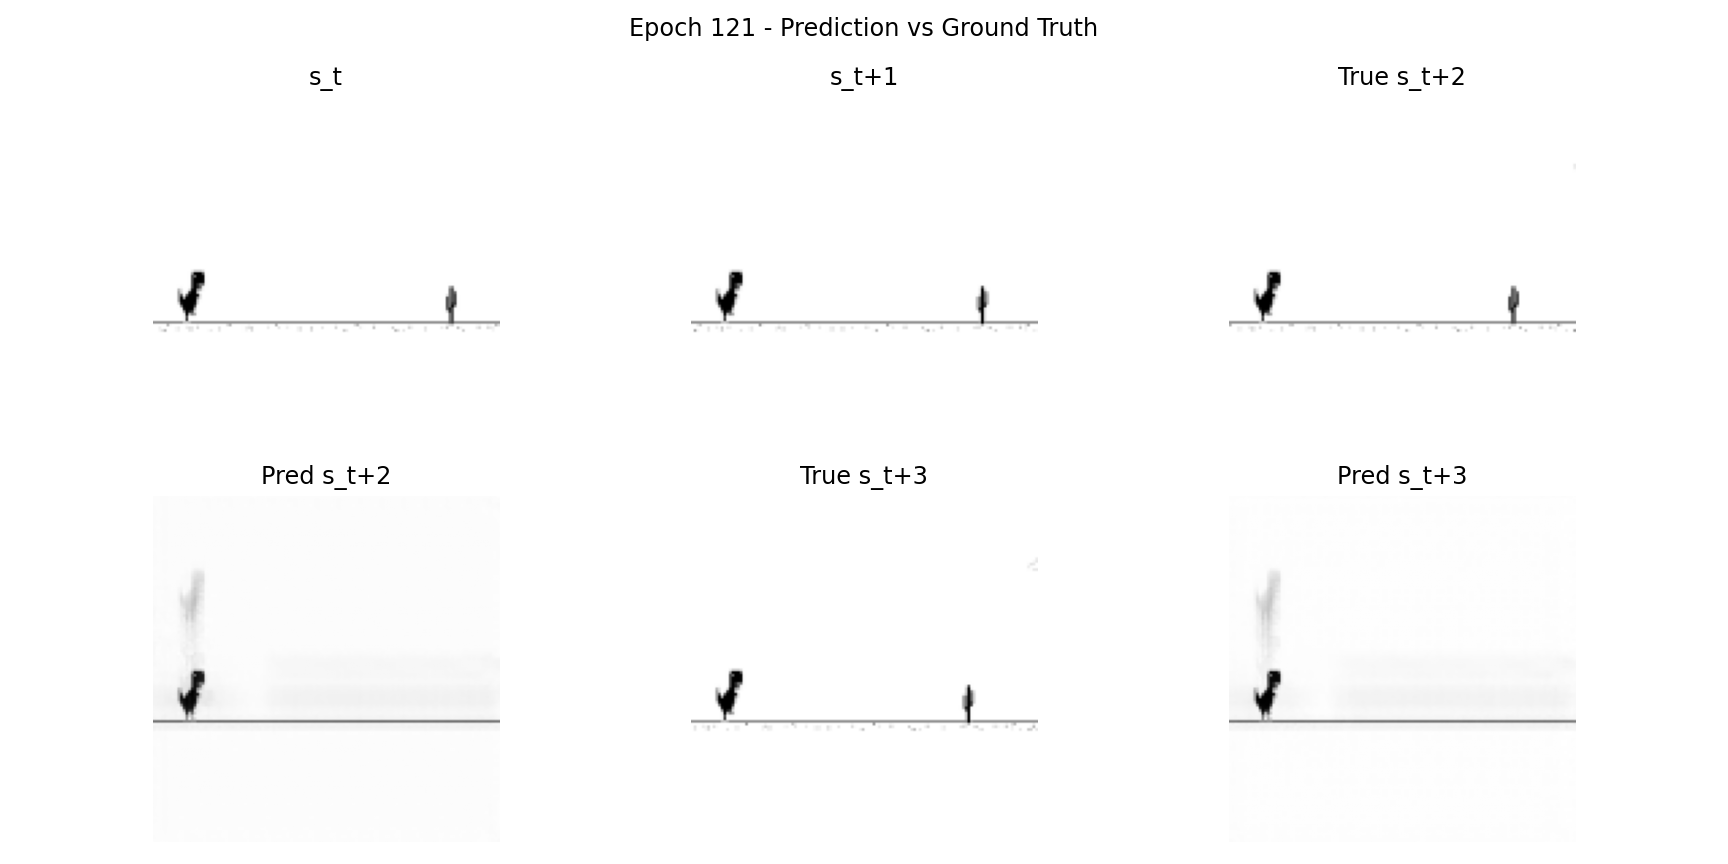 Epoch 121 - Prediction vs Ground Truth
s_t
s_t+1
True s_t+2
Pred s_t+2
True s_t+3
Pred s_t+3